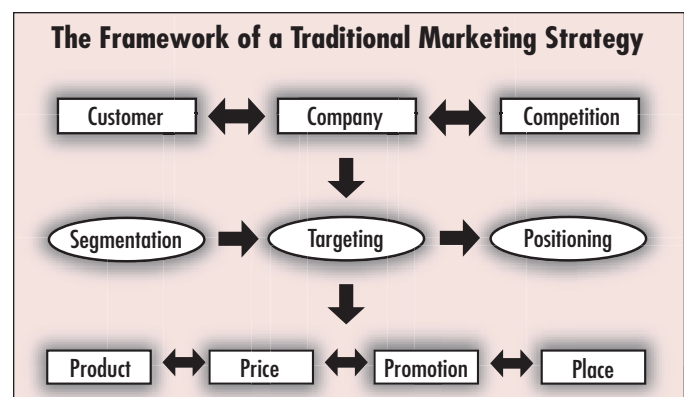 The Framework of a Traditional Marketing Strategy
Customer Company Competition
Segmentation Targeting Positioning
Product Price Promotion Place